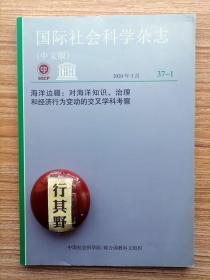 国际社会科学杂志
(中文版)
SSCP
2020年3月
37-1
海洋边疆：对海洋知识、治理
和经济行为变动的交叉学科考察
行其野
中国社会科学院/联合国教科文组织